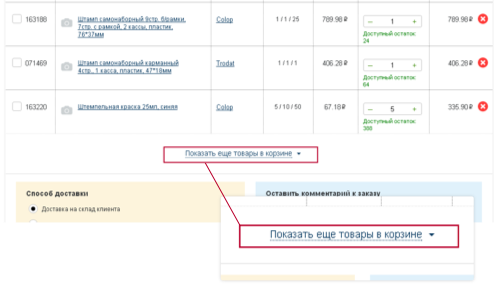 163188 Штамп самонаборный 9стр. б/рамки, Colop 1 / 1 / 25 789.98 ₽ – 1 + 789.98 ₽
7стр. с рамкой, 2 кассы, пластик,
78*37мм
Доступный остаток:
24
071469 Штамп самонаборный карманный Trodat 1 / 1 / 1 406.28 ₽ – 1 + 406.28 ₽
4стр., 1 касса, пластик, 47*18мм
Доступный остаток:
64
163220 Штемпельная краска 25мл, синяя Colop 5 / 10 / 50 67.18 ₽ – 5 + 335.90 ₽
Доступный остаток:
388
Показать еще товары в корзине
Способ доставки
Оставить комментарий к заказу
Доставка на склад клиента
Показать еще товары в корзине